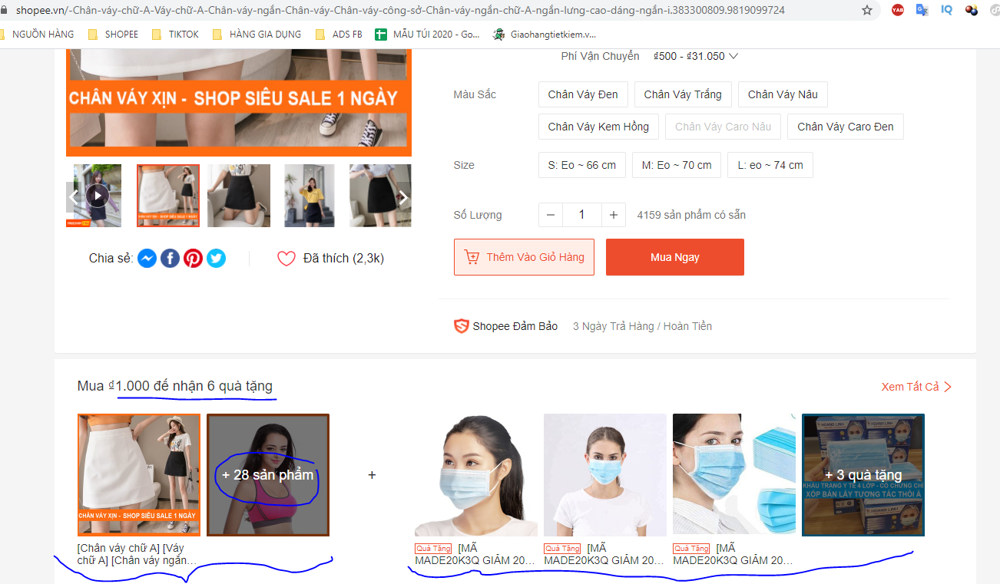 shopee.vn/-Chân-váy-chữ-A-Váy-chữ-A-Chân-váy-ngắn-Chân-váy-Chân-váy-công-sở-Chân-váy-ngắn-chữ-A-ngắn-lưng-cao-dáng-ngắn-i.383300809.9819099724
YAB
IQ
NGUỒN HÀNG SHOPEE TIKTOK HÀNG GIA DỤNG ADS FB MẪU TÚI 2020 - Go... Giaohangtietkiem.v...
Phí Vận Chuyển ₫500 - ₫31.050
CHÂN VÁY XỊN - SHOP SIÊU SALE 1 NGÀY
Màu Sắc Chân Váy Đen Chân Váy Trắng Chân Váy Nâu
Chân Váy Kem Hồng Chân Váy Caro Nâu Chân Váy Caro Đen
Size S: Eo ~ 66 cm M: Eo ~ 70 cm L: eo ~ 74 cm
Số Lượng 1 4159 sản phẩm có sẵn
Chia sẻ: Đã thích (2,3k)
Thêm Vào Giỏ Hàng Mua Ngay
Shopee Đảm Bảo 3 Ngày Trả Hàng / Hoàn Tiền
Mua ₫1.000 để nhận 6 quà tặng Xem Tất Cả
+ 28 sản phẩm + + 3 quà tặng
HOANG LINH
KHẨU TRANG Y TẾ 4 LỚP - CÓ CHỨNG CHỈ
XÓP BÁN LẤY TƯƠNG TÁC THÔI Ạ
CHÂN VÁY XỊN - SHOP SIÊU SALE 1 NGÀY
[Chân váy chữ A] [Váy chữ A] [Chân váy ngắn...
Quà Tặng [MÃ MADE20K3Q GIẢM 20...
Quà Tặng [MÃ MADE20K3Q GIẢM 20...
Quà Tặng [MÃ MADE20K3Q GIẢM 20...